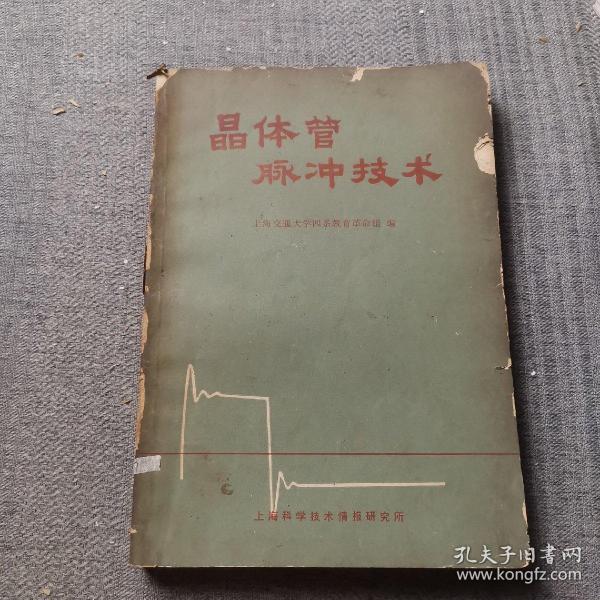 晶体管
脉冲技术
上海交通大学四系教育革命组 编
上海科学技术情报研究所
孔夫子旧书网
www.kongfz.com